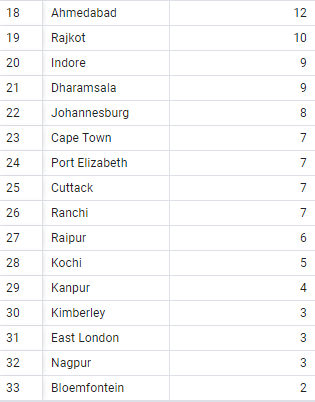 18 Ahmedabad 12
19 Rajkot 10
20 Indore 9
21 Dharamsala 9
22 Johannesburg 8
23 Cape Town 7
24 Port Elizabeth 7
25 Cuttack 7
26 Ranchi 7
27 Raipur 6
28 Kochi 5
29 Kanpur 4
30 Kimberley 3
31 East London 3
32 Nagpur 3
33 Bloemfontein 2